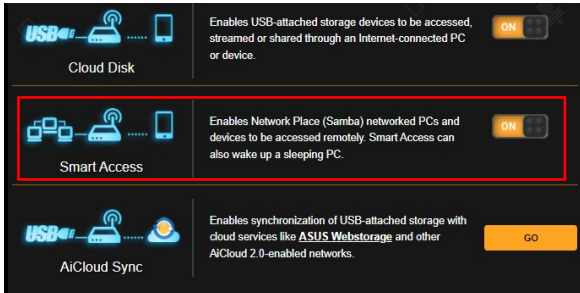 USB
Cloud Disk
Enables USB-attached storage devices to be accessed,
streamed or shared through an Internet-connected PC
or device.
ON
Smart Access
Enables Network Place (Samba) networked PCs and
devices to be accessed remotely. Smart Access can
also wake up a sleeping PC.
ON
USB
AiCloud Sync
Enables synchronization of USB-attached storage with
cloud services like ASUS Webstorage and other
AiCloud 2.0-enabled networks.
GO